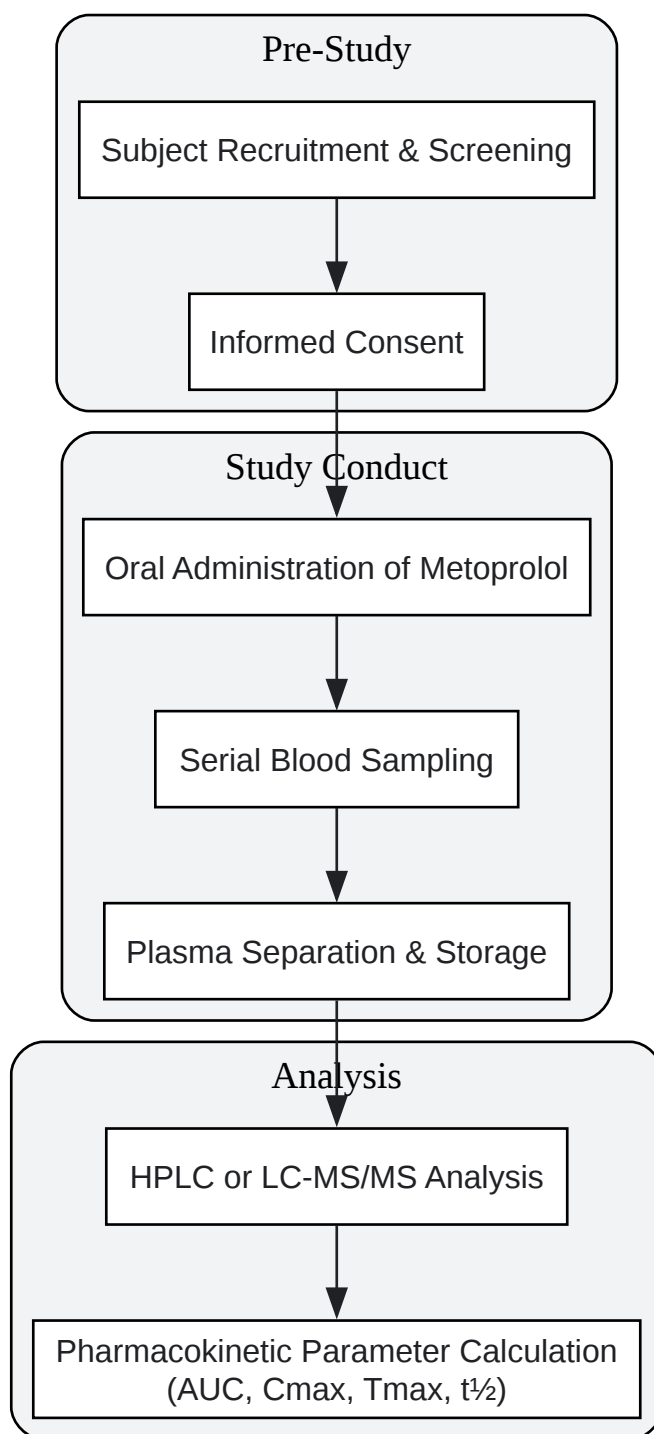 Pre-Study
Subject Recruitment & Screening
Informed Consent
Study Conduct
Oral Administration of Metoprolol
Serial Blood Sampling
Plasma Separation & Storage
Analysis
HPLC or LC-MS/MS Analysis
Pharmacokinetic Parameter Calculation
(AUC, Cmax, Tmax, t½)